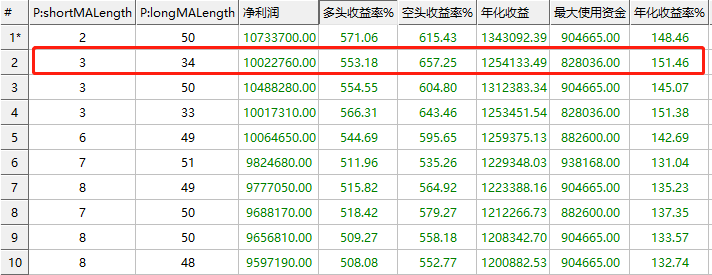 # P:shortMALength P:longMALength 净利润 多头收益率% 空头收益率% 年化收益 最大使用资金 年化收益率%
1* 2 50 10733700.00 571.06 615.43 1343092.39 904665.00 148.46
2 3 34 10022760.00 553.18 657.25 1254133.49 828036.00 151.46
3 3 50 10488280.00 554.55 604.80 1312383.34 904665.00 145.07
4 3 33 10017310.00 566.31 643.46 1253451.54 828036.00 151.38
5 6 49 10064650.00 544.69 595.65 1259375.13 882600.00 142.69
6 7 51 9824680.00 511.96 535.26 1229348.03 938168.00 131.04
7 8 49 9777050.00 515.82 564.92 1223388.16 904665.00 135.23
8 7 50 9688170.00 518.42 579.27 1212266.73 882600.00 137.35
9 8 50 9656810.00 509.27 558.18 1208342.70 904665.00 133.57
10 8 48 9597190.00 508.08 552.77 1200882.53 904665.00 132.74